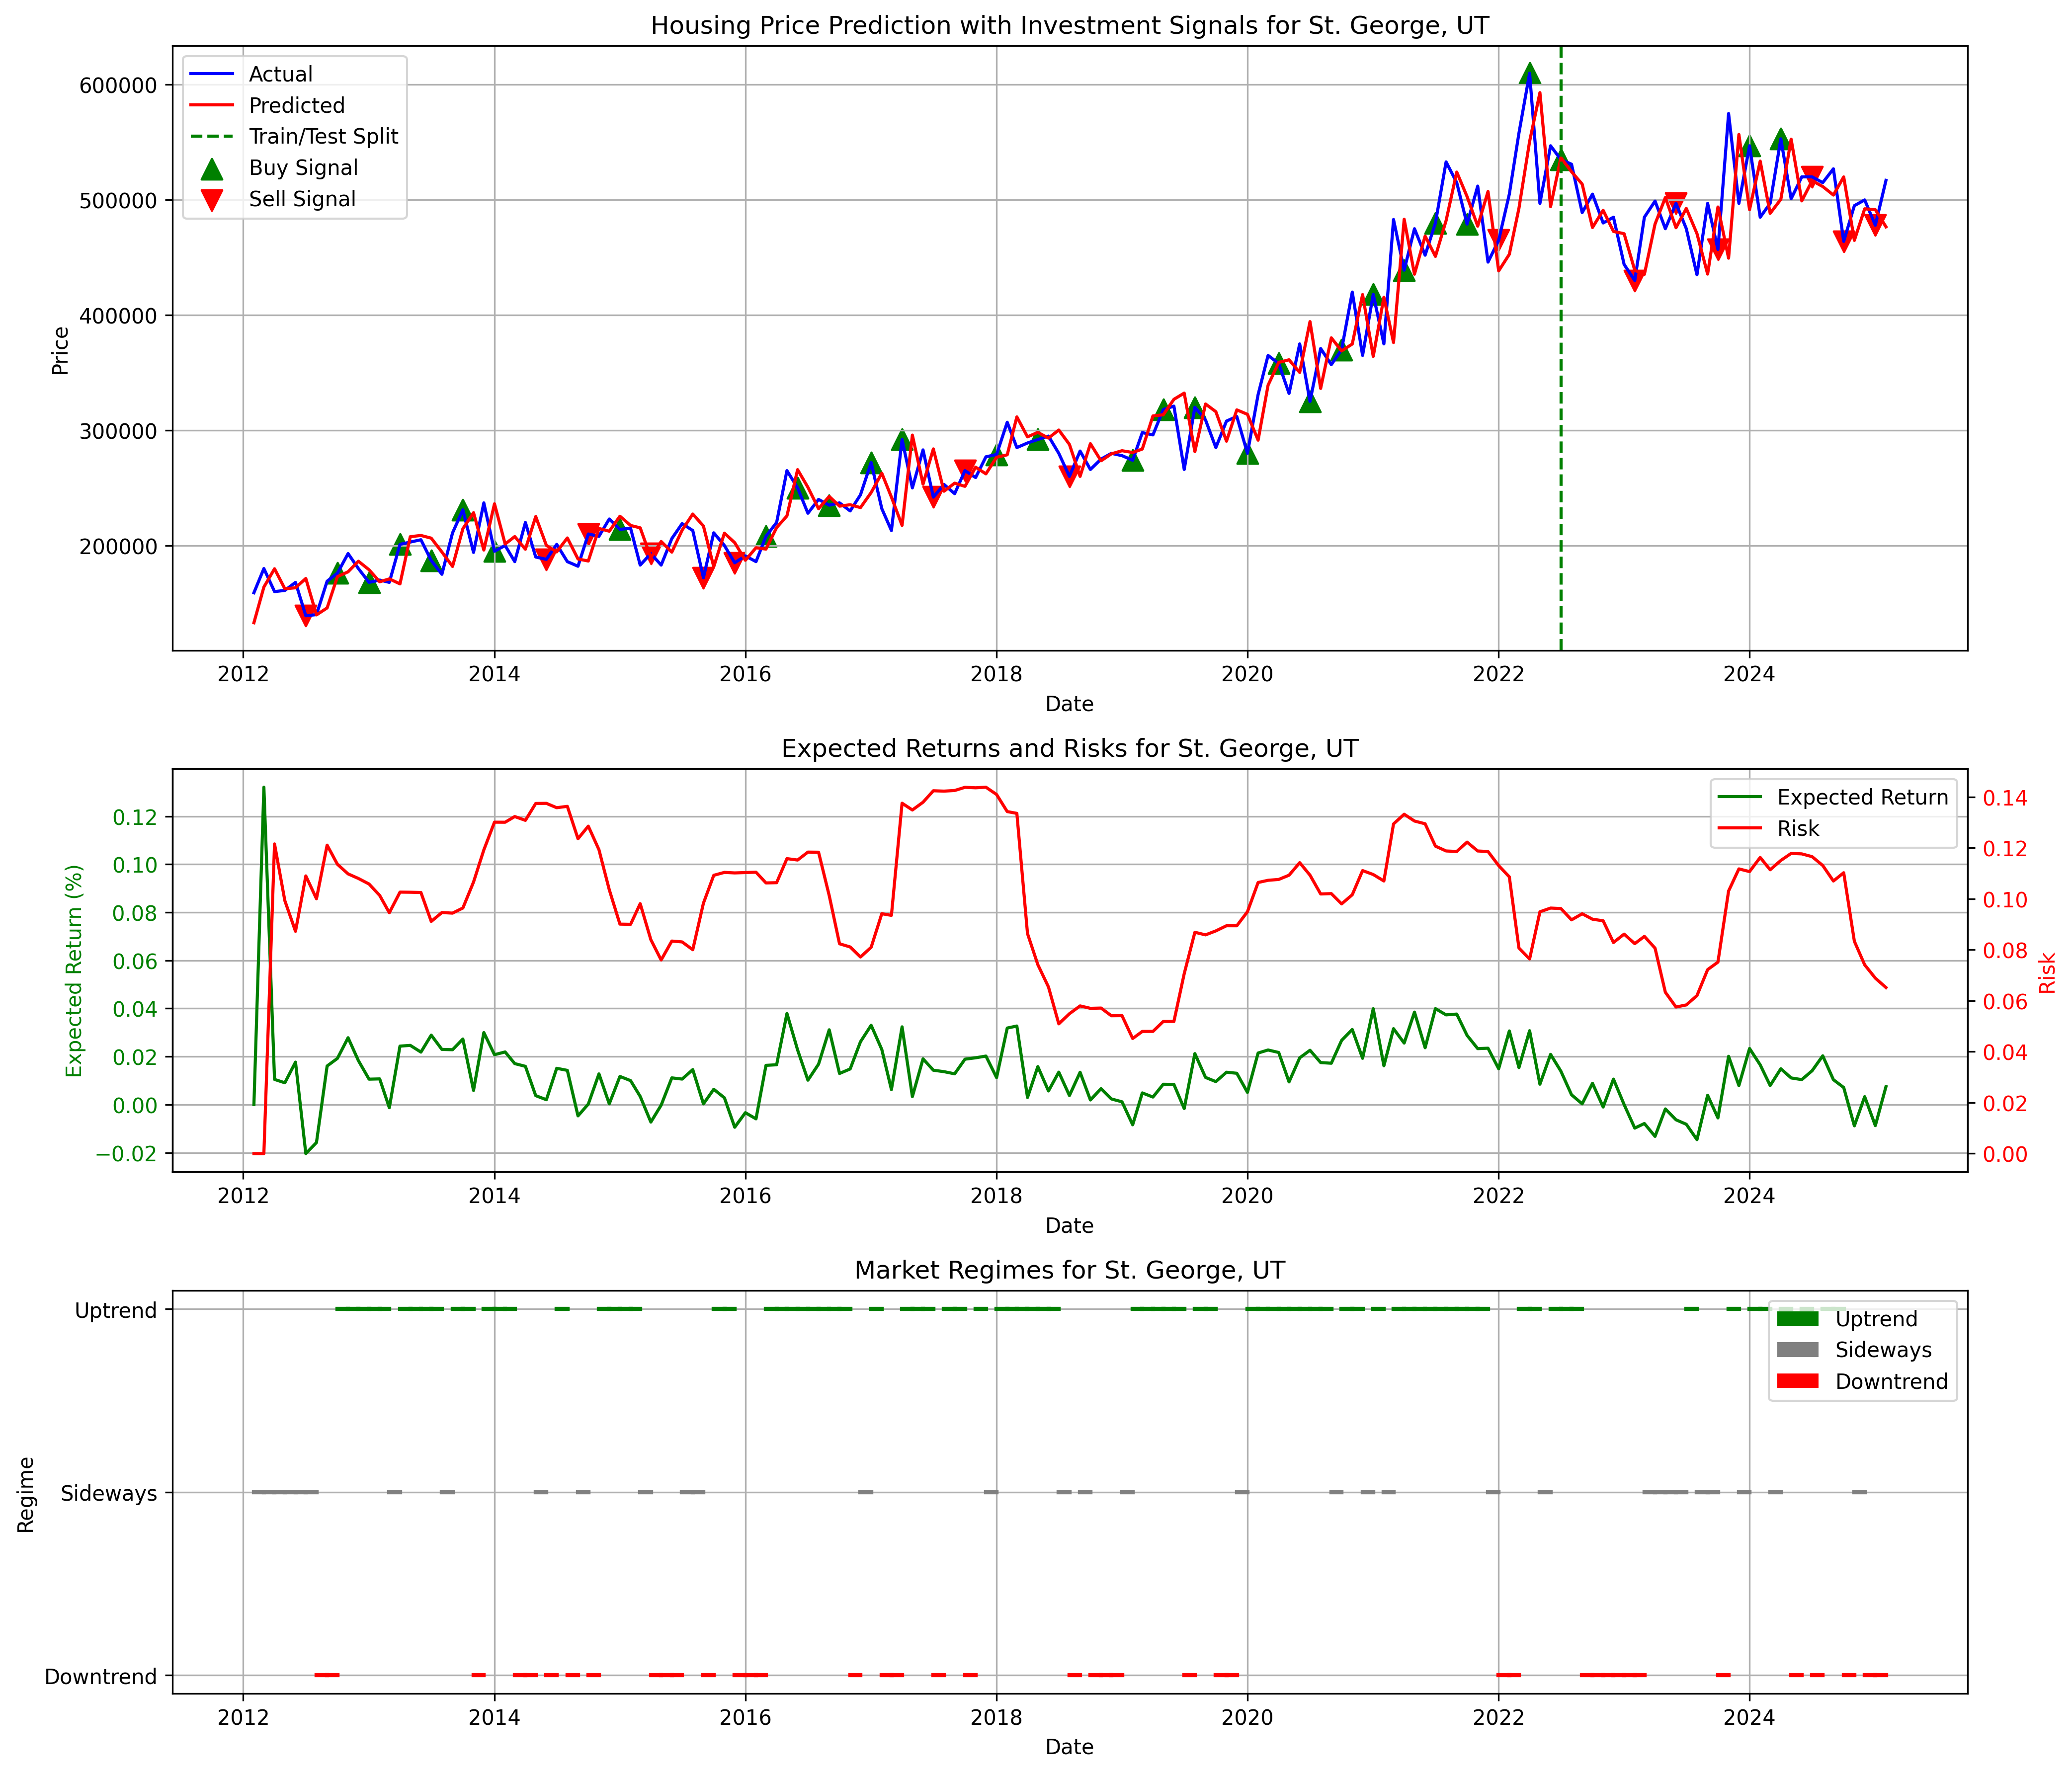 Housing Price Prediction with Investment Signals for St. George, UT
Actual
Predicted
Train/Test Split
Buy Signal
Sell Signal
600000
500000
400000
300000
200000
Price
2012 2014 2016 2018 2020 2022 2024
Date
Expected Returns and Risks for St. George, UT
Expected Return
Risk
0.12
0.10
0.08
0.06
0.04
0.02
0.00
−0.02
Expected Return (%)
0.14
0.12
0.10
0.08
0.06
0.04
0.02
0.00
Risk
2012 2014 2016 2018 2020 2022 2024
Date
Market Regimes for St. George, UT
Uptrend
Sideways
Downtrend
Regime
Uptrend
Sideways
Downtrend
2012 2014 2016 2018 2020 2022 2024
Date